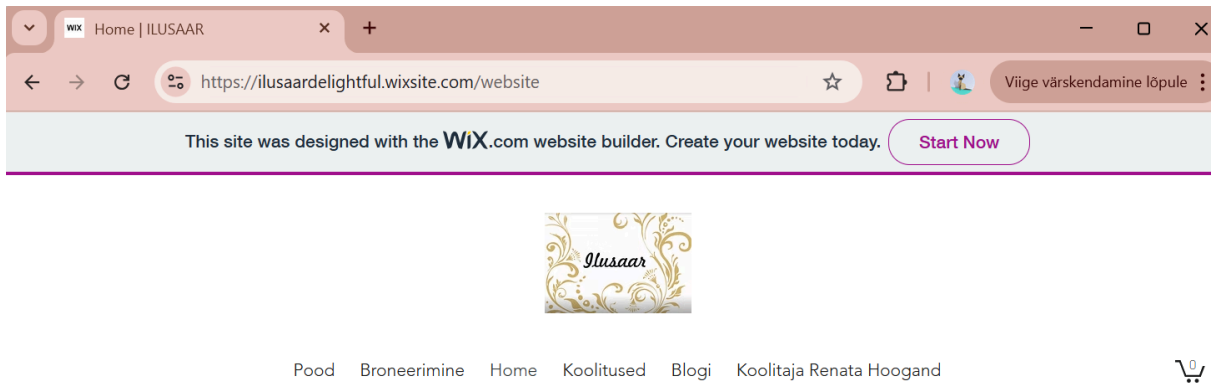 WiX Home | ILUSAAR
https://ilusaardelightful.wixsite.com/website Viige värskendamine lõpule
This site was designed with the WiX.com website builder. Create your website today. Start Now
Ilusaar
Pood Broneerimine Home Koolitused Blogi Koolitaja Renata Hoogand 0